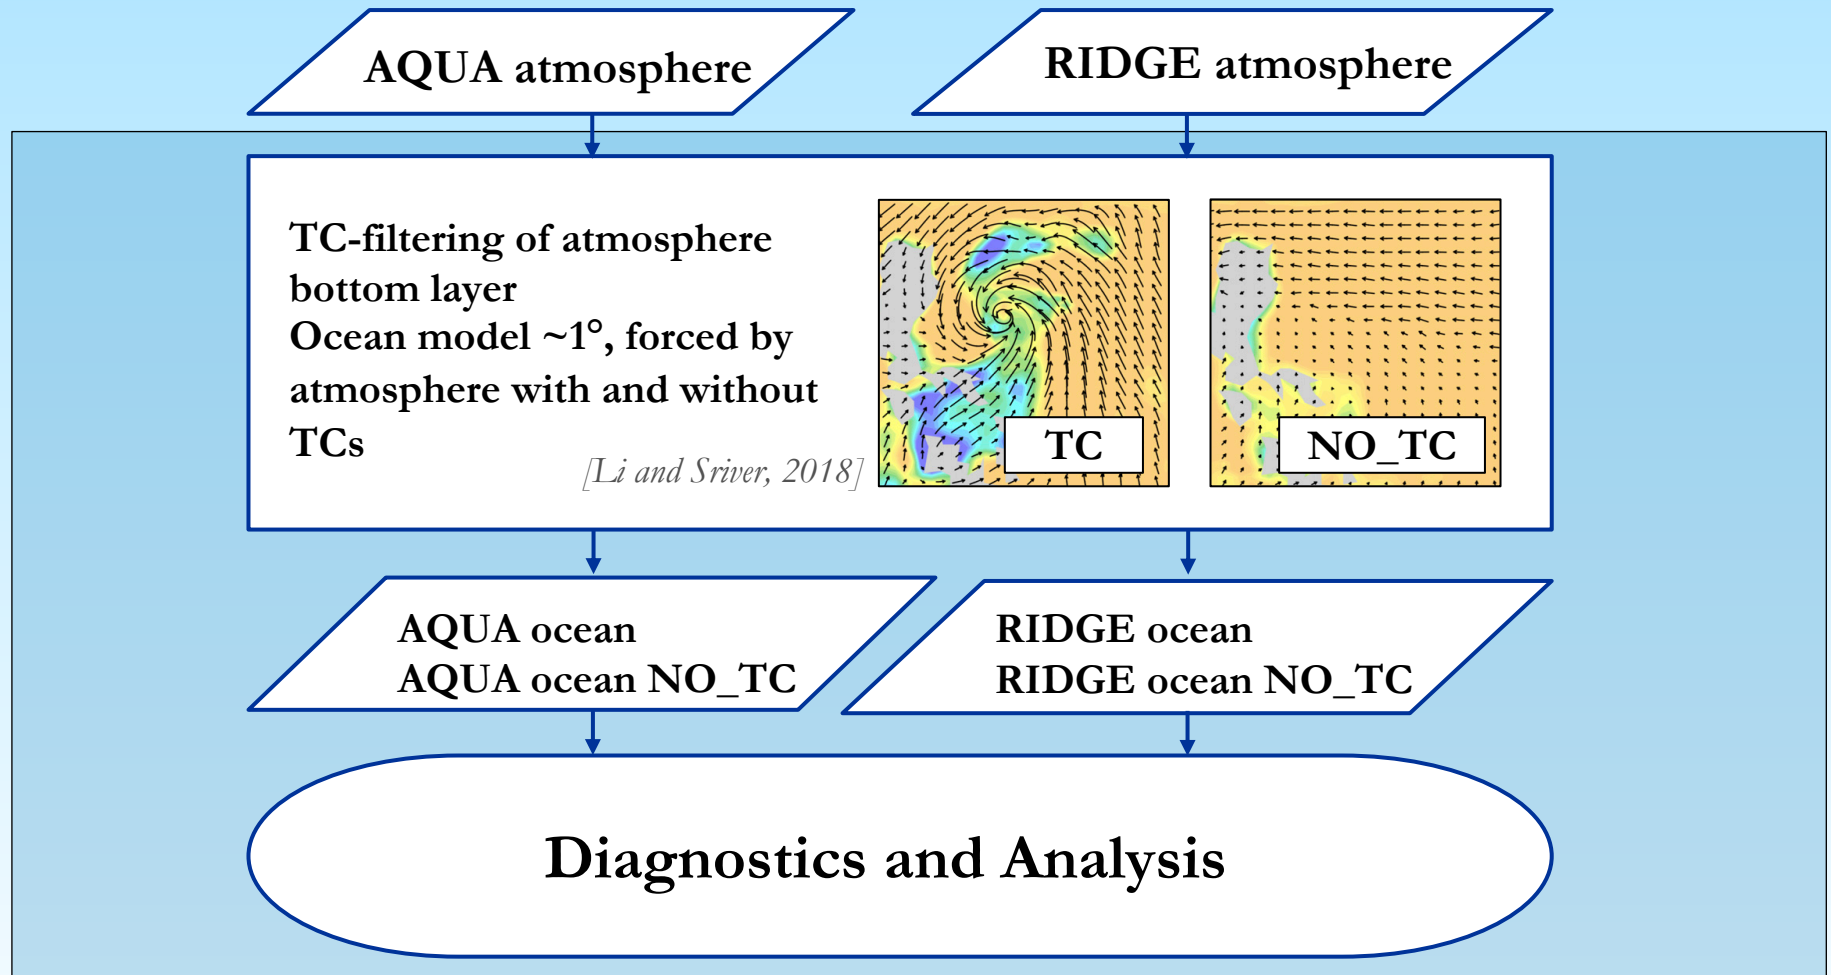 AQUA atmosphere
RIDGE atmosphere
TC-filtering of atmosphere
bottom layer
Ocean model ~1°, forced by
atmosphere with and without
TCs
[Li and Sriver, 2018]
TC
NO_TC
AQUA ocean
AQUA ocean NO_TC
RIDGE ocean
RIDGE ocean NO_TC
Diagnostics and Analysis